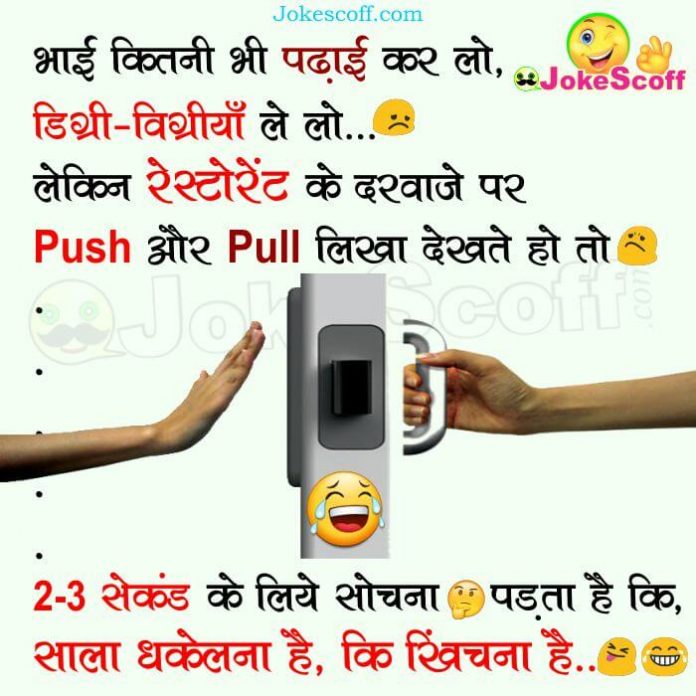 Jokescoff.com
भाई कितनी भी पढाई कर लो,
JokeScoff
डिग्री-विग्रीयाँ ले लो...
लेकिन रेस्टोरेंट के दरवाजे पर
Push और Pull लिखा देखते हो तो
JokeScoff.com
.
.
.
.
.
2-3 सेकंड के लिये सोचना पड़ता है कि,
साला धकेलना है, कि खिंचना है..